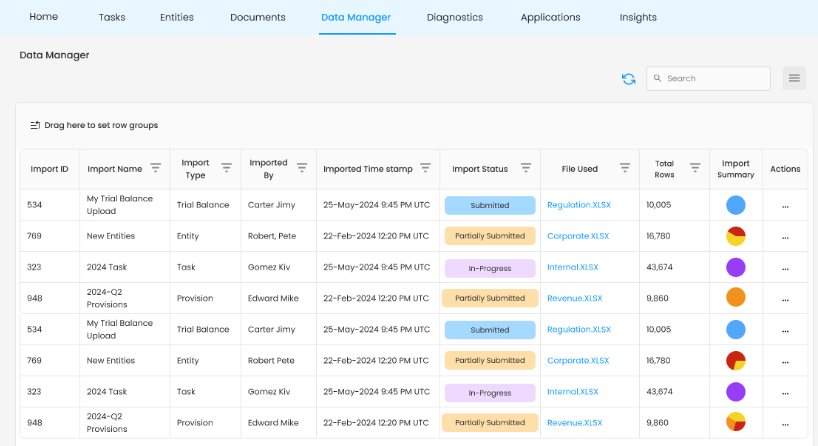 Home Tasks Entities Documents Data Manager Diagnostics Applications Insights
Data Manager
Search
Drag here to set row groups
Import ID Import Name Import Type Imported By Imported Time stamp Import Status File Used Total Rows Import Summary Actions
534 My Trial Balance Upload Trial Balance Carter Jimy 25-May-2024 9:45 PM UTC Submitted Regulation.XLSX 10,005 ...
769 New Entities Entity Robert, Pete 22-Feb-2024 12:20 PM UTC Partially Submitted Corporate.XLSX 16,780 ...
323 2024 Task Task Gomez Kiv 25-May-2024 9:45 PM UTC In-Progress Internal.XLSX 43,674 ...
948 2024-Q2 Provisions Provision Edward Mike 22-Feb-2024 12:20 PM UTC Partially Submitted Revenue.XLSX 9,860 ...
534 My Trial Balance Upload Trial Balance Carter Jimy 25-May-2024 9:45 PM UTC Submitted Regulation.XLSX 10,005 ...
769 New Entities Entity Robert Pete 22-Feb-2024 12:20 PM UTC Partially Submitted Corporate.XLSX 16,780 ...
323 2024 Task Task Gomez Kiv 25-May-2024 9:45 PM UTC In-Progress Internal.XLSX 43,674 ...
948 2024-Q2 Provisions Provision Edward Mike 22-Feb-2024 12:20 PM UTC Partially Submitted Revenue.XLSX 9,860 ...